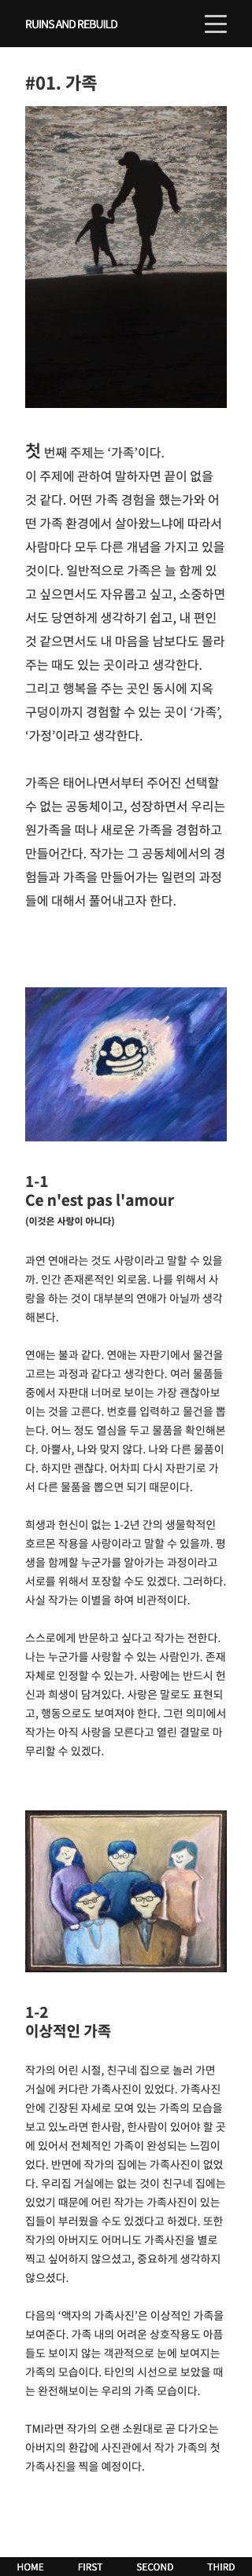 RUINS AND REBUILD
#01. 가족
첫 번째 주제는 ‘가족’이다.
이 주제에 관하여 말하자면 끝이 없을
것 같다. 어떤 가족 경험을 했는가와 어
떤 가족 환경에서 살아왔느냐에 따라서
사람마다 모두 다른 개념을 가지고 있을
것이다. 일반적으로 가족은 늘 함께 있
고 싶으면서도 자유롭고 싶고, 소중하면
서도 당연하게 생각하기 쉽고, 내 편인
것 같으면서도 내 마음을 남보다도 몰라
주는 때도 있는 곳이라고 생각한다.
그리고 행복을 주는 곳인 동시에 지옥
구덩이까지 경험할 수 있는 곳이 ‘가족’,
‘가정’이라고 생각한다.
가족은 태어나면서부터 주어진 선택할
수 없는 공동체이고, 성장하면서 우리는
원가족을 떠나 새로운 가족을 경험하고
만들어간다. 작가는 그 공동체에서의 경
험들과 가족을 만들어가는 일련의 과정
들에 대해서 풀어내고자 한다.
1-1
Ce n'est pas l'amour
(이것은 사랑이 아니다)
과연 연애라는 것도 사랑이라고 말할 수 있을
까. 인간 존재론적인 외로움. 나를 위해서 사
랑을 하는 것이 대부분의 연애가 아닐까 생각
해본다.
연애는 불과 같다. 연애는 자판기에서 물건을
고르는 과정과 같다고 생각한다. 여러 물품들
중에서 자판대 너머로 보이는 가장 괜찮아보
이는 것을 고른다. 번호를 입력하고 물건을 뽑
는다. 어느 정도 열심을 두고 물품을 확인해본
다. 아뿔사, 나와 맞지 않다. 나와 다른 물품이
다. 하지만 괜찮다. 어차피 다시 자판기로 가
서 다른 물품을 뽑으면 되기 때문이다.
희생과 헌신이 없는 1-2년 간의 생물학적인
호르몬 작용을 사랑이라고 말할 수 있을까. 평
생을 함께할 누군가를 알아가는 과정이라고
서로를 위해서 포장할 수도 있겠다. 그러하다.
사실 작가는 이별을 하여 비관적이다.
스스로에게 반문하고 싶다고 작가는 전한다.
나는 누군가를 사랑할 수 있는 사람인가. 존재
자체로 인정할 수 있는가. 사랑에는 반드시 헌
신과 희생이 담겨있다. 사랑은 말로도 표현되
고, 행동으로도 보여져야 한다. 그런 의미에서
작가는 아직 사랑을 모른다고 열린 결말로 마
무리할 수 있겠다.
1-2
이상적인 가족
작가의 어린 시절, 친구네 집으로 놀러 가면
거실에 커다란 가족사진이 있었다. 가족사진
안에 긴장된 자세로 모여 있는 가족의 모습을
보고 있노라면 한사람, 한사람이 있어야 할 곳
에 있어서 전체적인 가족이 완성되는 느낌이
었다. 반면에 작가의 집에는 가족사진이 없었
다. 우리집 거실에는 없는 것이 친구네 집에는
있었기 때문에 어린 작가는 가족사진이 있는
집들이 부러웠을 수도 있겠다고 하겠다. 또한
작가의 아버지도 어머니도 가족사진을 별로
찍고 싶어하지 않으셨고, 중요하게 생각하지
않으셨다.
다음의 ‘액자의 가족사진’은 이상적인 가족을
보여준다. 가족 내의 어려운 상호작용도 아픔
들도 보이지 않는 객관적으로 눈에 보여지는
가족의 모습이다. 타인의 시선으로 보았을 때
는 완전해보이는 우리의 가족 모습이다.
TMI라면 작가의 오랜 소원대로 곧 다가오는
아버지의 환갑에 사진관에서 작가 가족의 첫
가족사진을 찍을 예정이다.
HOME FIRST SECOND THIRD